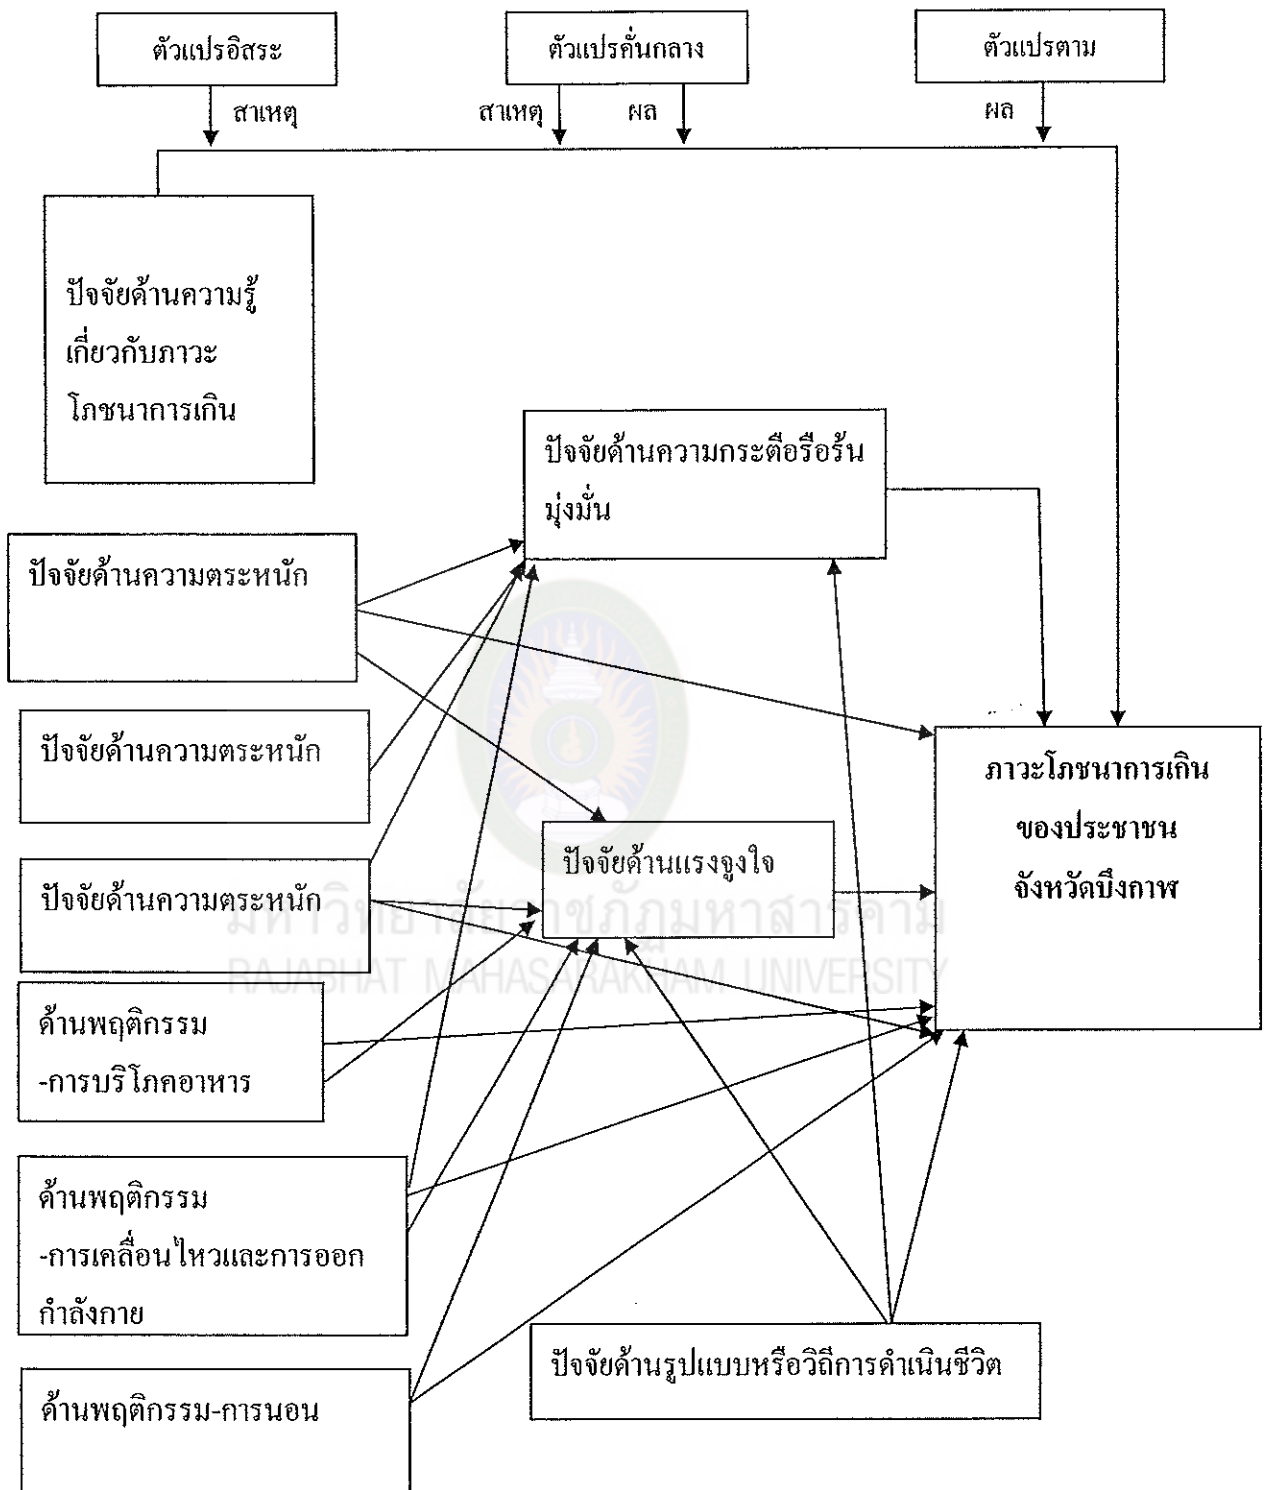 ตัวแปรอิสระ
ตัวแปรคั่นกลาง
ตัวแปรตาม
สาเหตุ
สาเหตุ
ผล
ผล
ปัจจัยด้านความรู้
เกี่ยวกับภาวะ
โภชนาการเกิน
ปัจจัยด้านความกระตือรือร้น
มุ่งมั่น
ปัจจัยด้านความตระหนัก
ปัจจัยด้านความตระหนัก
ภาวะโภชนาการเกิน
ของประชาชน
จังหวัดบึงกาฬ
ปัจจัยด้านแรงจูงใจ
ปัจจัยด้านความตระหนัก
มหาวิทยาลัยราชภัฏมหาสารคาม
RAJABHAT MAHASARAKHAM UNIVERSITY
ด้านพฤติกรรม
-การบริโภคอาหาร
ด้านพฤติกรรม
-การเคลื่อนไหวและการออก
กำลังกาย
ปัจจัยด้านรูปแบบหรือวิถีการดำเนินชีวิต
ด้านพฤติกรรม-การนอน